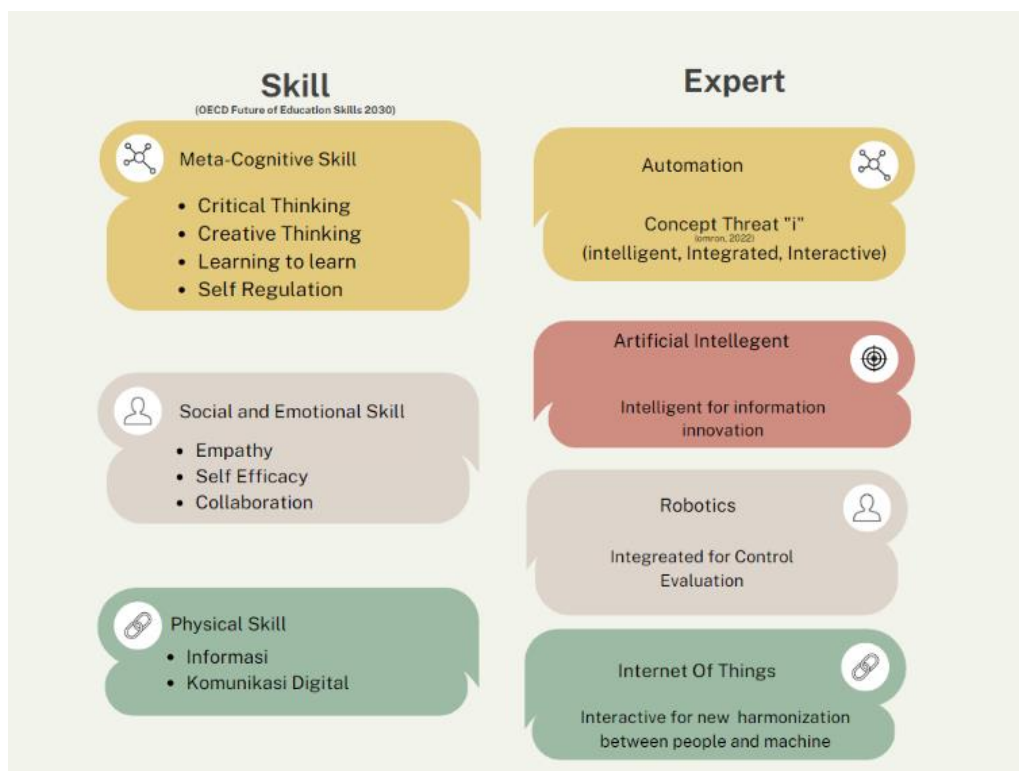 Skill
(OECD Future of Education Skills 2030)
Meta-Cognitive Skill
• Critical Thinking
• Creative Thinking
• Learning to learn
• Self Regulation
Social and Emotional Skill
• Empathy
• Self Efficacy
• Collaboration
Physical Skill
• Informasi
• Komunikasi Digital
Expert
Automation
Concept Threat "i"
(omron, 2022)
(intelligent, Integrated, Interactive)
Artificial Intellegent
Intelligent for information
innovation
Robotics
Integreated for Control
Evaluation
Internet Of Things
Interactive for new harmonization
between people and machine